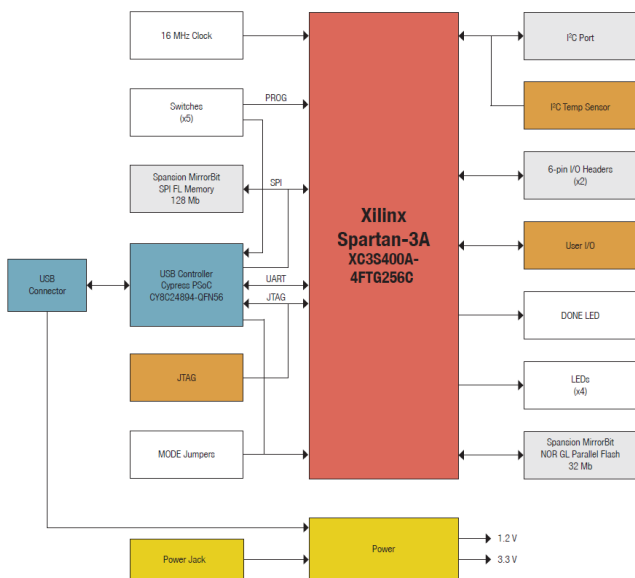 16 MHz Clock
Switches
(x5)
PROG
Spansion MirrorBit
SPI FL Memory
128 Mb
SPI
USB
Connector
USB Controller
Cypress PSoC
CY8C24894-QFN56
UART
JTAG
JTAG
MODE Jumpers
Xilinx
Spartan-3A
XC3S400A-
4FTG256C
I²C Port
I²C Temp Sensor
6-pin I/O Headers
(x2)
User I/O
DONE LED
LEDs
(x4)
Spansion MirrorBit
NOR GL Parallel Flash
32 Mb
Power Jack
Power
1.2 V
3.3 V